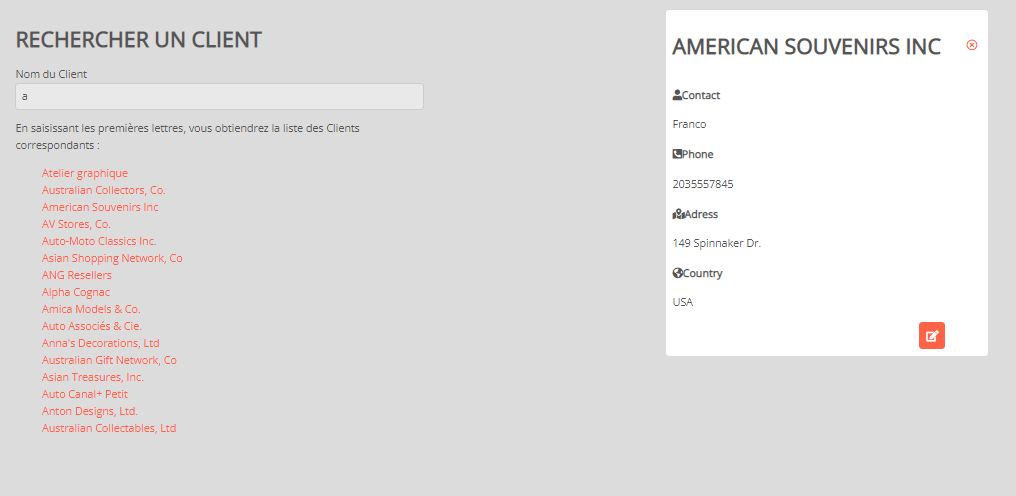 RECHERCHER UN CLIENT
Nom du Client
a
En saisissant les premières lettres, vous obtiendrez la liste des Clients
correspondants :
Atelier graphique
Australian Collectors, Co.
American Souvenirs Inc
AV Stores, Co.
Auto-Moto Classics Inc.
Asian Shopping Network, Co
ANG Resellers
Alpha Cognac
Amica Models & Co.
Auto Associés & Cie.
Anna's Decorations, Ltd
Australian Gift Network, Co
Asian Treasures, Inc.
Auto Canal+ Petit
Anton Designs, Ltd.
Australian Collectables, Ltd
AMERICAN SOUVENIRS INC
Contact
Franco
Phone
2035557845
Adress
149 Spinnaker Dr.
Country
USA